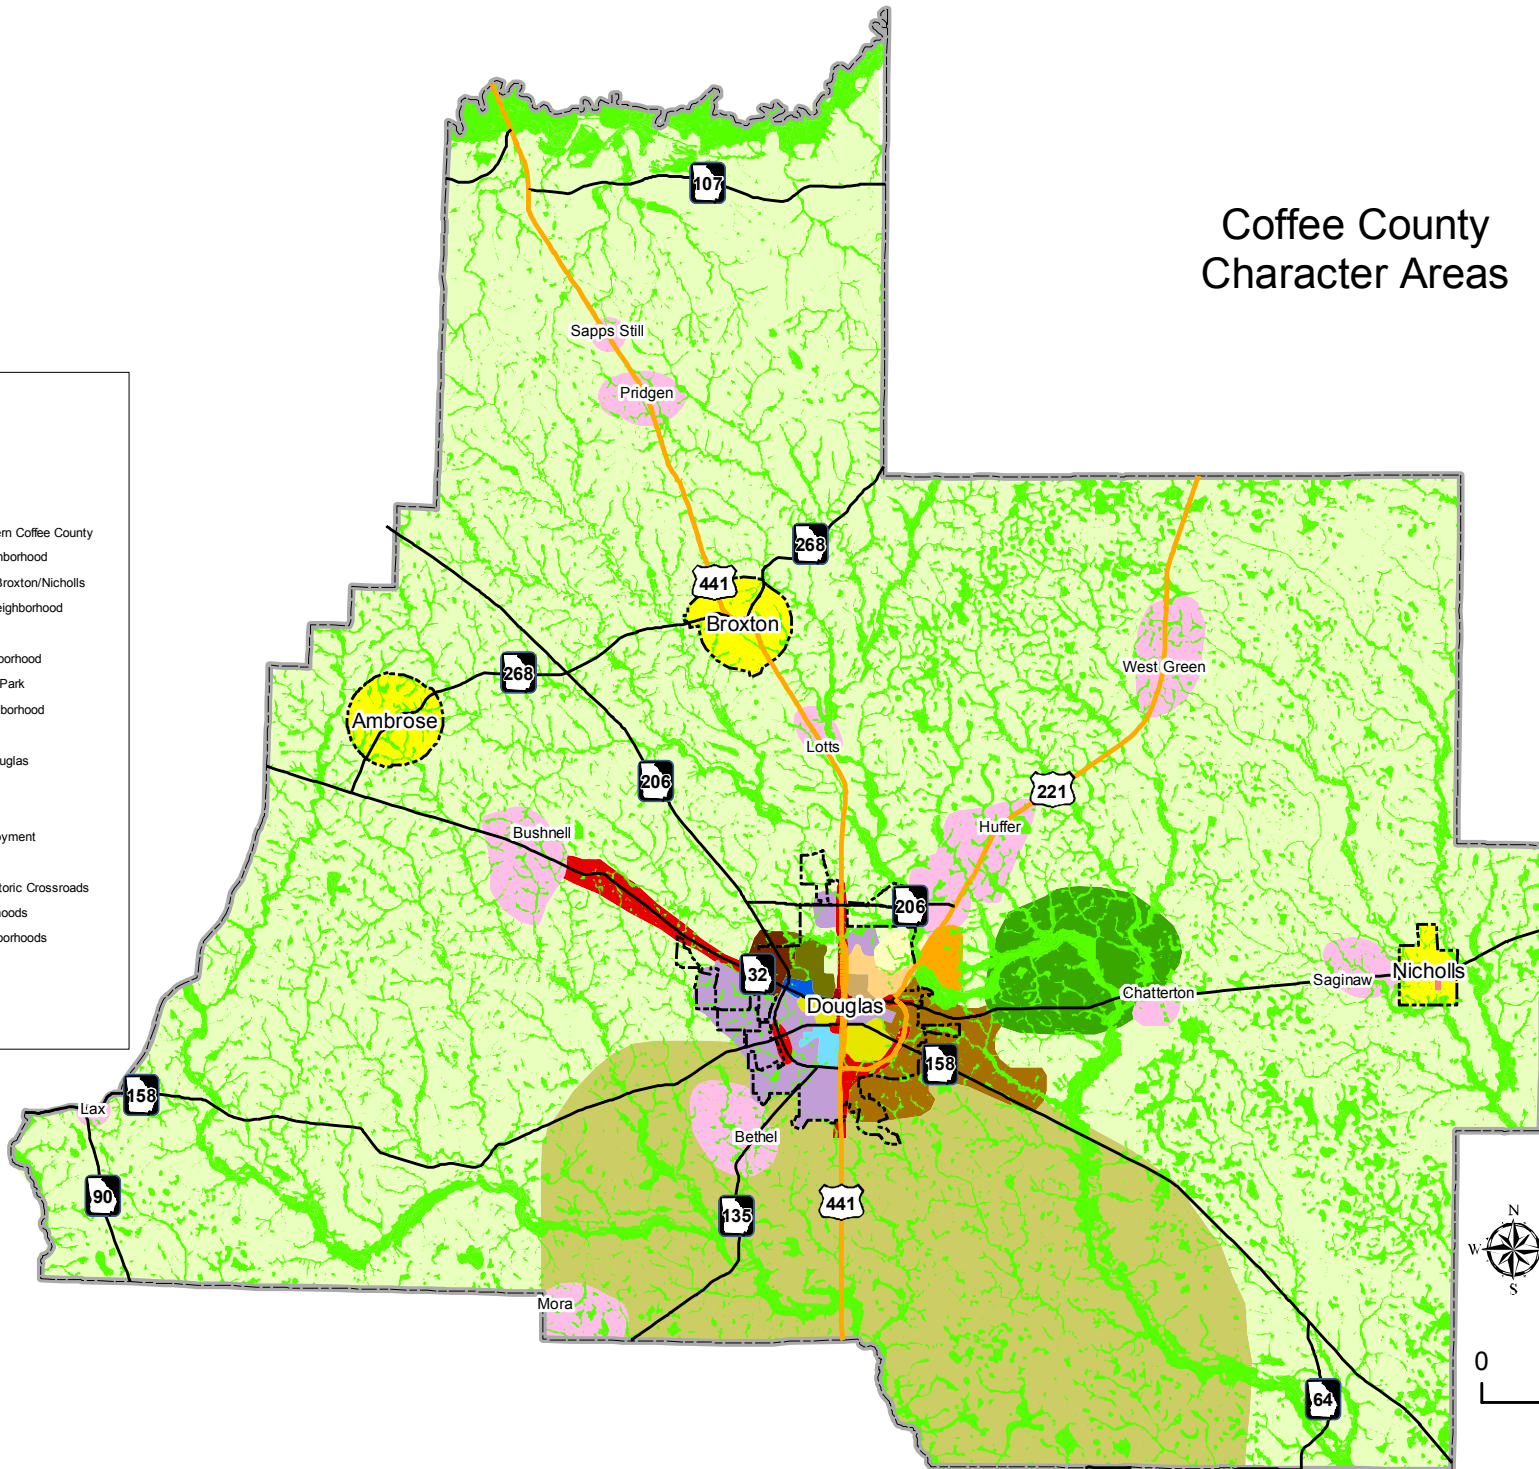 Coffee County
Character Areas
107
Sapps Still
Pridgen
268
441
Broxton
268
Ambrose
West Green
Lotts
206
221
Huffer
Bushnell
206
32
Douglas
Nicholls
Saginaw
Chatterton
158
158
Lax
Bethel
90
135
441
Mora
64
ern Coffee County
hborhood
Broxton/Nicholls
eighborhood
borhood
Park
borhood
uglas
oyment
toric Crossroads
hoods
borhoods
N
W
S
0